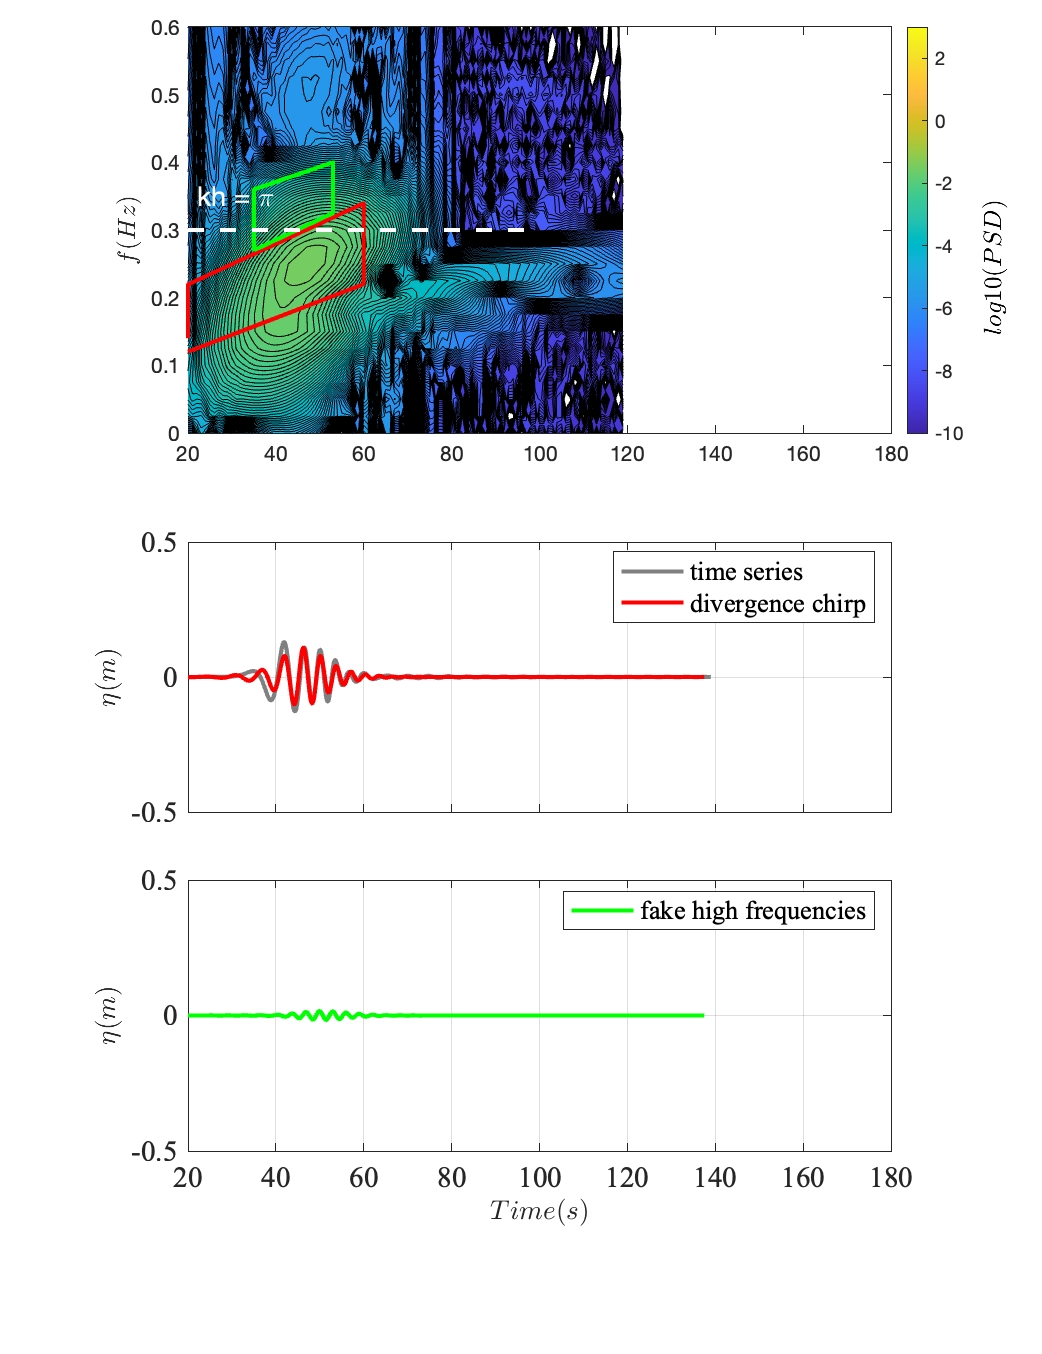 0.6
0.5
0.4
0.3
0.2
0.1
0
f(Hz)
kh = π
20 40 60 80 100 120 140 160 180
2
0
-2
-4
-6
-8
-10
log10(PSD)
0.5
0
-0.5
η(m)
time series
divergence chirp
0.5
0
-0.5
η(m)
fake high frequencies
20 40 60 80 100 120 140 160 180
Time(s)